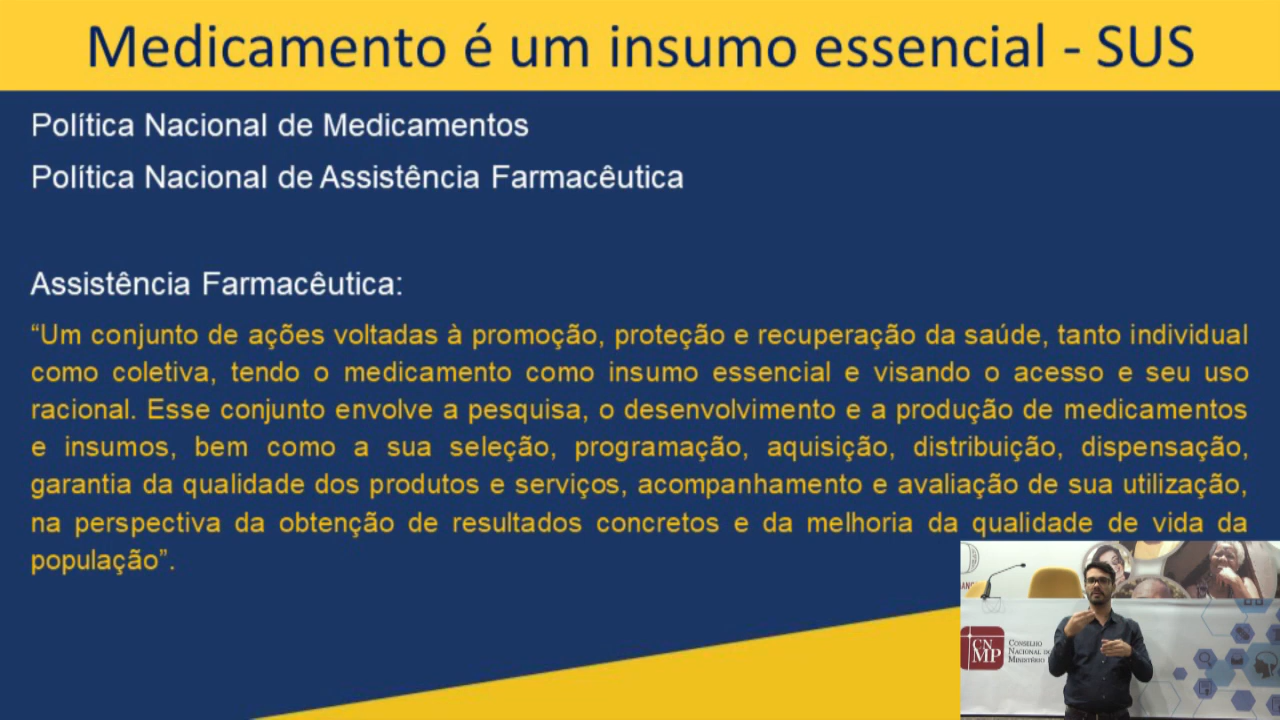 Medicamento é um insumo essencial - SUS
Política Nacional de Medicamentos
Política Nacional de Assistência Farmacêutica
Assistência Farmacêutica:
“Um conjunto de ações voltadas à promoção, proteção e recuperação da saúde, tanto individual
como coletiva, tendo o medicamento como insumo essencial e visando o acesso e seu uso
racional. Esse conjunto envolve a pesquisa, o desenvolvimento e a produção de medicamentos
e insumos, bem como a sua seleção, programação, aquisição, distribuição, dispensação,
garantia da qualidade dos produtos e serviços, acompanhamento e avaliação de sua utilização,
na perspectiva da obtenção de resultados concretos e da melhoria da qualidade de vida da
população”.
CN
MP
Conselho
Nacional do
Ministério